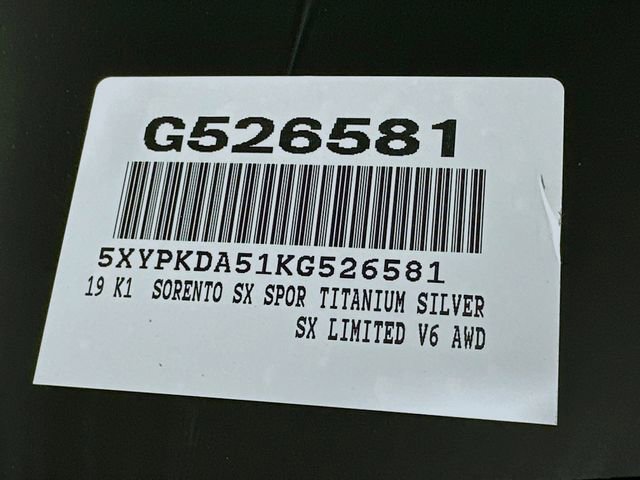 G526581
5XYPKDA51KG526581
19 K1 SORENTO SX SPOR TITANIUM SILVER
SX LIMITED V6 AWD